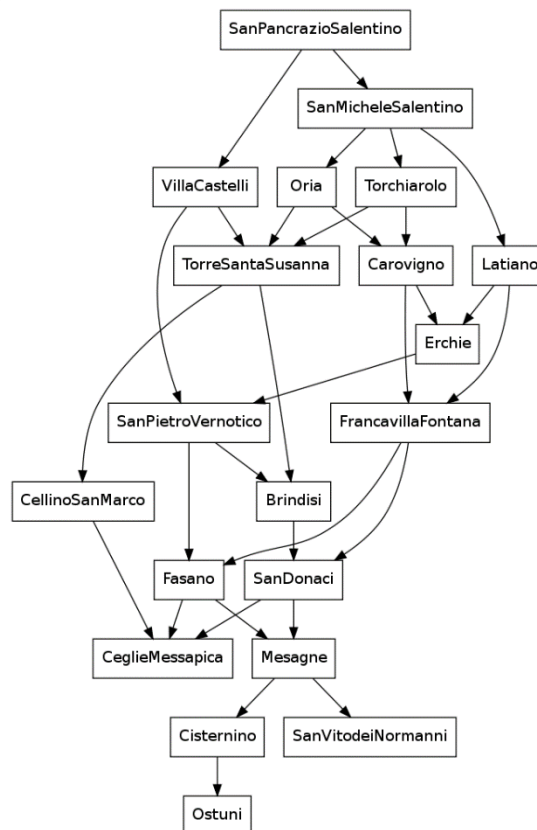 SanPancrazioSalentino
SanMicheleSalentino
VillaCastelli
Oria
Torchiarolo
TorreSantaSusanna
Carovigno
Latiano
Erchie
SanPietroVernotico
FrancavillaFontana
CellinoSanMarco
Brindisi
Fasano
SanDonaci
CeglieMessapica
Mesagne
Cisternino
SanVitodeiNormanni
Ostuni